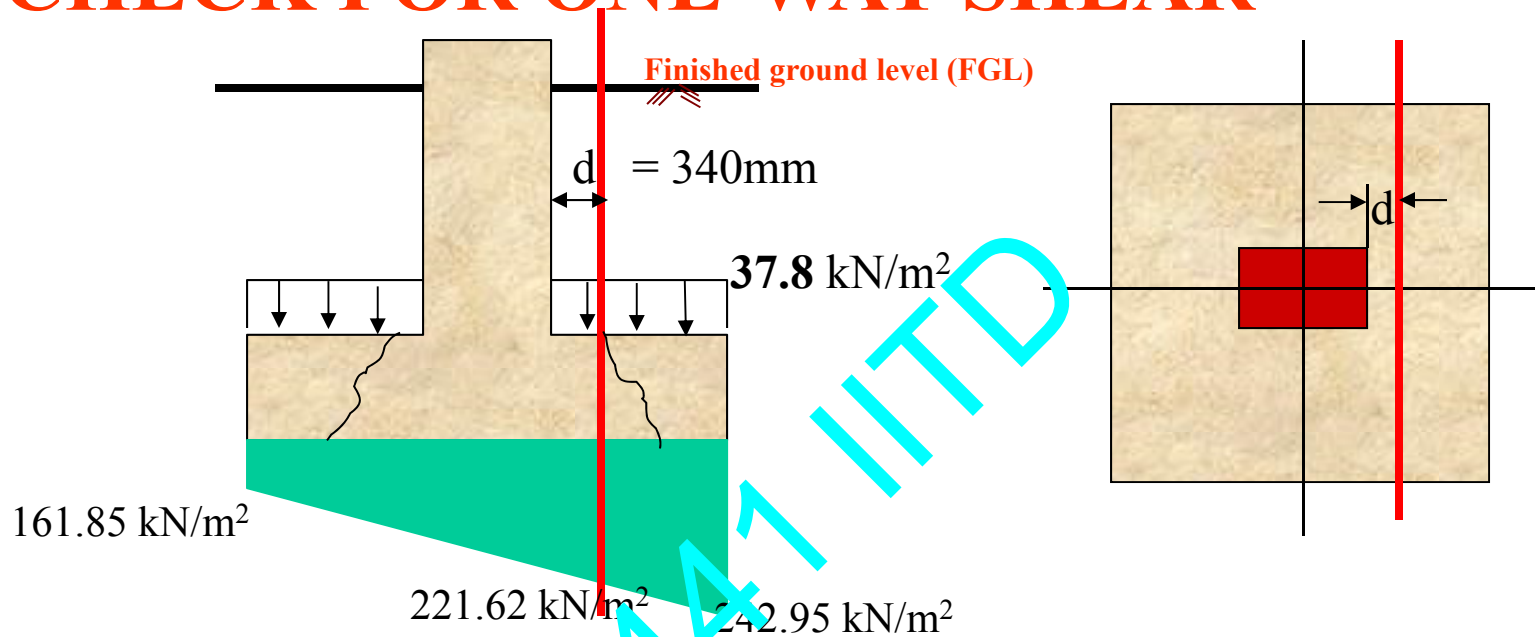 CHECK FOR ONE-WAY SHEAR
Finished ground level (FGL)
d = 340mm
d
37.8 kN/m²
161.85 kN/m²
221.62 kN/m²
242.95 kN/m²
41 IITD